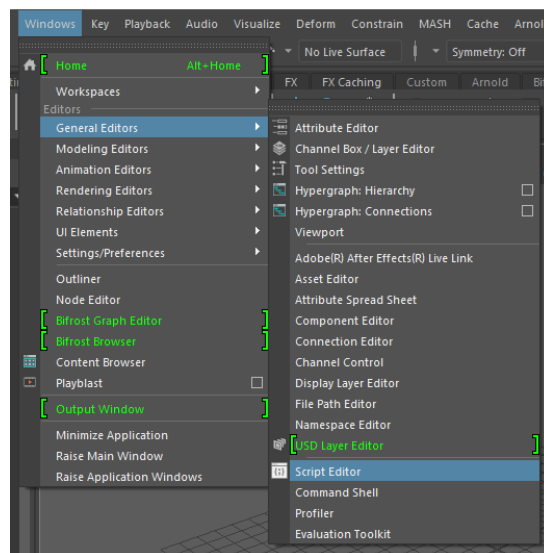 Windows Key Playback Audio Visualize Deform Constrain MASH Cache
No Live Surface Symmetry: Off
FX FX Caching Custom Arnold
Home Alt+Home
Workspaces
Editors
General Editors
Modeling Editors
Animation Editors
Rendering Editors
Relationship Editors
UI Elements
Settings/Preferences
Outliner
Node Editor
Bifrost Graph Editor
Bifrost Browser
Content Browser
Playblast
Output Window
Minimize Application
Raise Main Window
Raise Application Windows
Attribute Editor
Channel Box / Layer Editor
Tool Settings
Hypergraph: Hierarchy
Hypergraph: Connections
Viewport
Adobe(R) After Effects(R) Live Link
Asset Editor
Attribute Spread Sheet
Component Editor
Connection Editor
Channel Control
Display Layer Editor
File Path Editor
Namespace Editor
USD Layer Editor
Script Editor
Command Shell
Profiler
Evaluation Toolkit